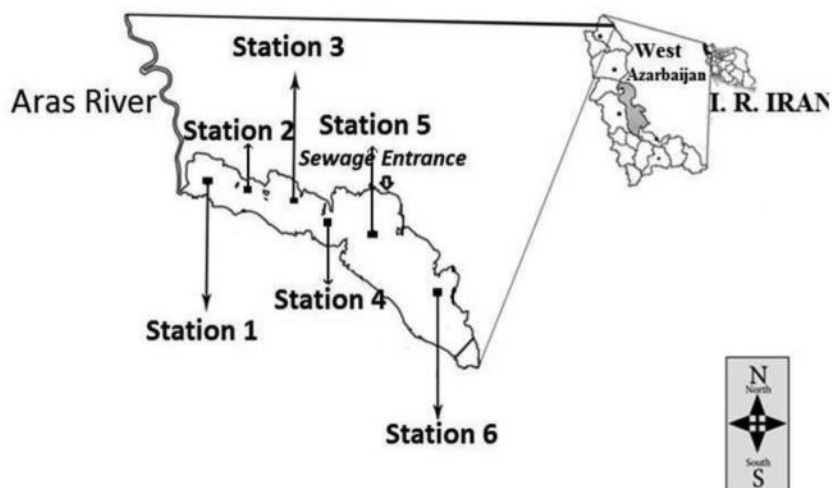 Station 3
West
Azarbaijan
I. R. IRAN
Aras River
Station 2
Station 5
Sewage Entrance
Station 4
Station 1
Station 6
N
North
South
S